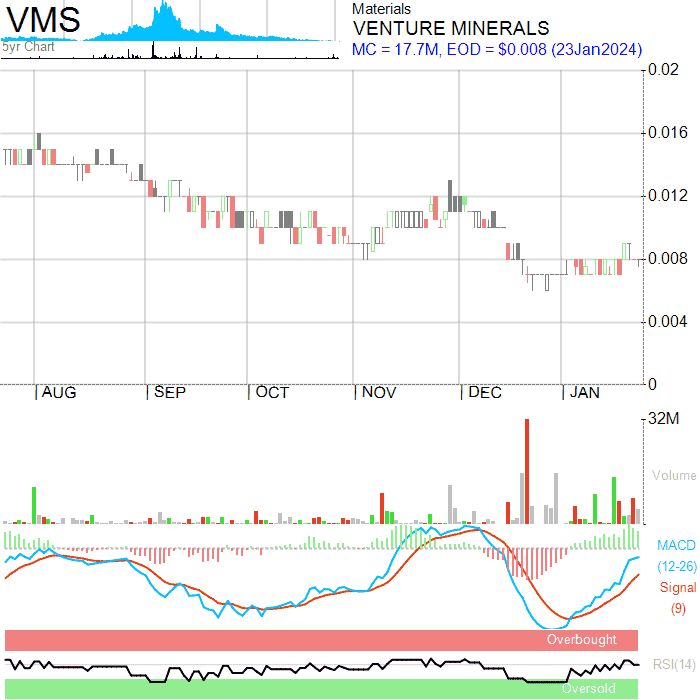 VMS
5yr Chart
Materials
VENTURE MINERALS
MC = 17.7M, EOD = $0.008 (23Jan2024)
0.02
0.016
0.012
0.008
0.004
0
AUG SEP OCT NOV DEC JAN
32M
Volume
MACD
(12-26)
Signal
(9)
Overbought
RSI(14)
Oversold